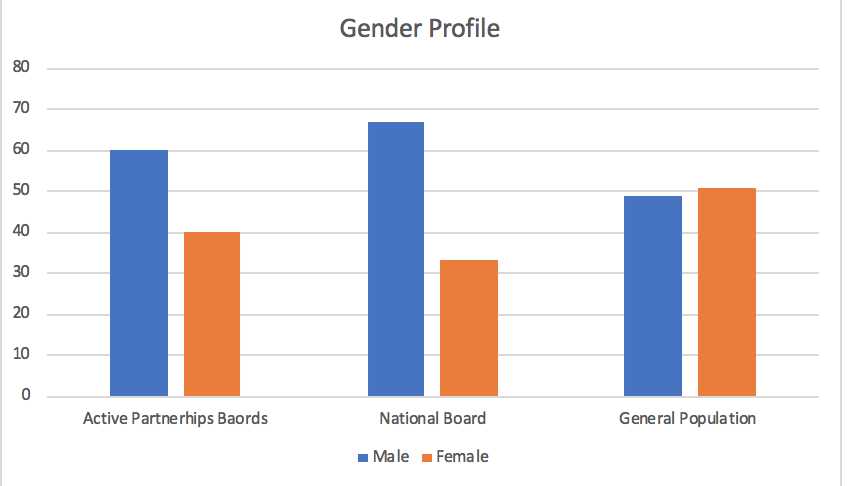 Gender Profile
80
70
60
50
40
30
20
10
0
Active Partnerhips Baords
National Board
General Population
Male
Female